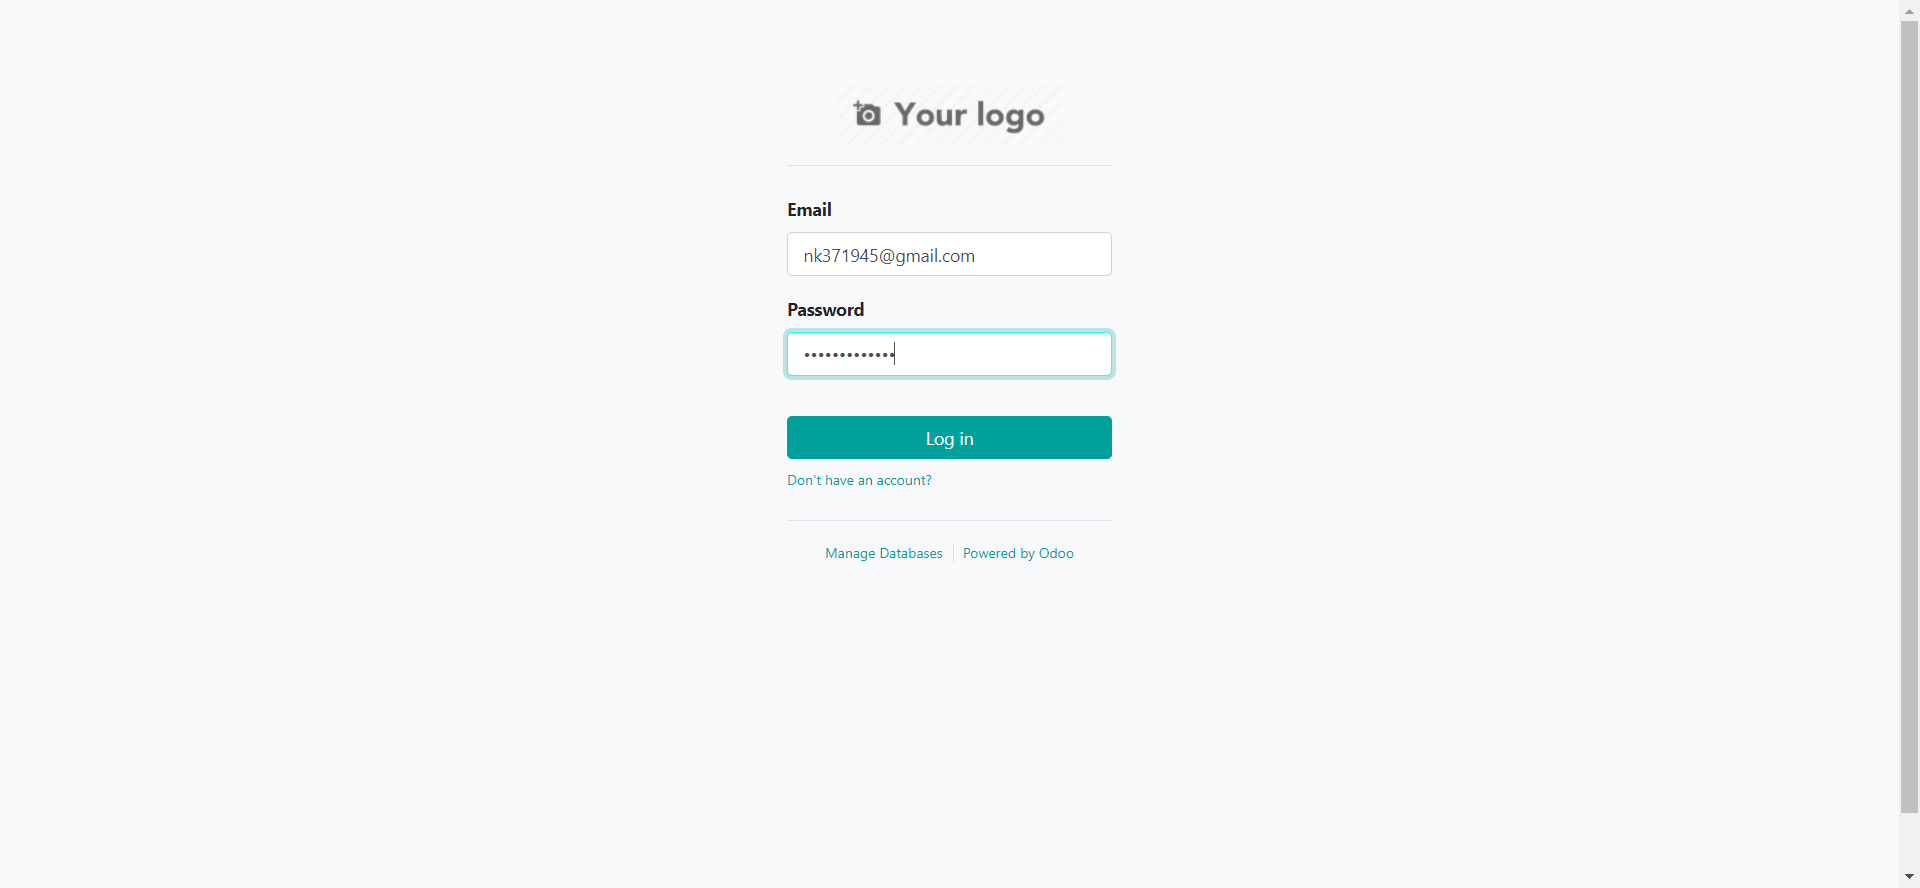 Your logo
Email
nk371945@gmail.com
Password
•••••••••••••
Log in
Don't have an account?
Manage Databases
Powered by Odoo